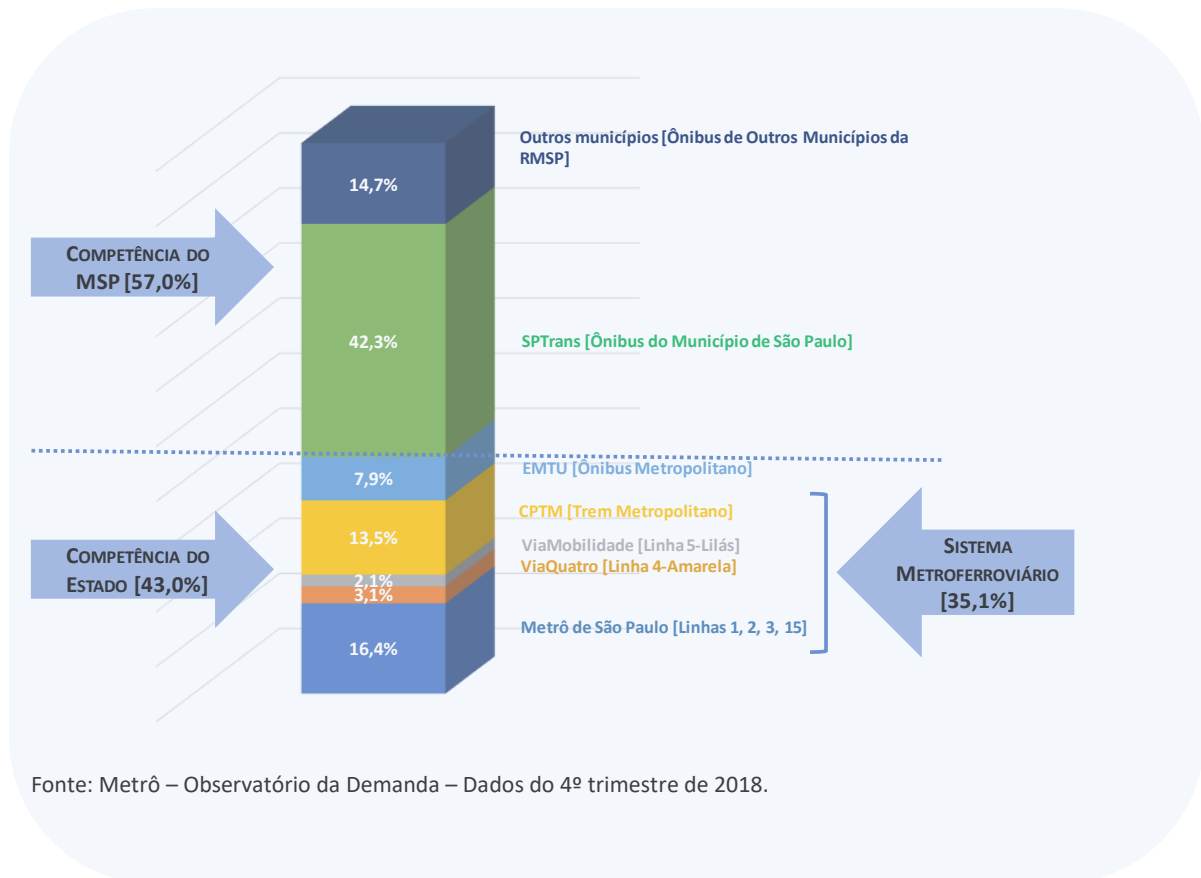 Outros municípios [Ônibus de Outros Municípios da
RMSP]
14,7%
COMPETÊNCIA DO
MSP [57,0%]
42,3%
SPTrans [Ônibus do Município de São Paulo]
EMTU [Ônibus Metropolitano]
7,9%
CPTM [Trem Metropolitano]
13,5%
ViaMobilidade [Linha 5-Lilás]
COMPETÊNCIA DO
ESTADO [43,0%]
2,1%
ViaQuatro [Linha 4-Amarela]
3,1%
SISTEMA
METROFERROVIÁRIO
[35,1%]
Metrô de São Paulo [Linhas 1, 2, 3, 15]
16,4%
Fonte: Metrô – Observatório da Demanda – Dados do 4º trimestre de 2018.